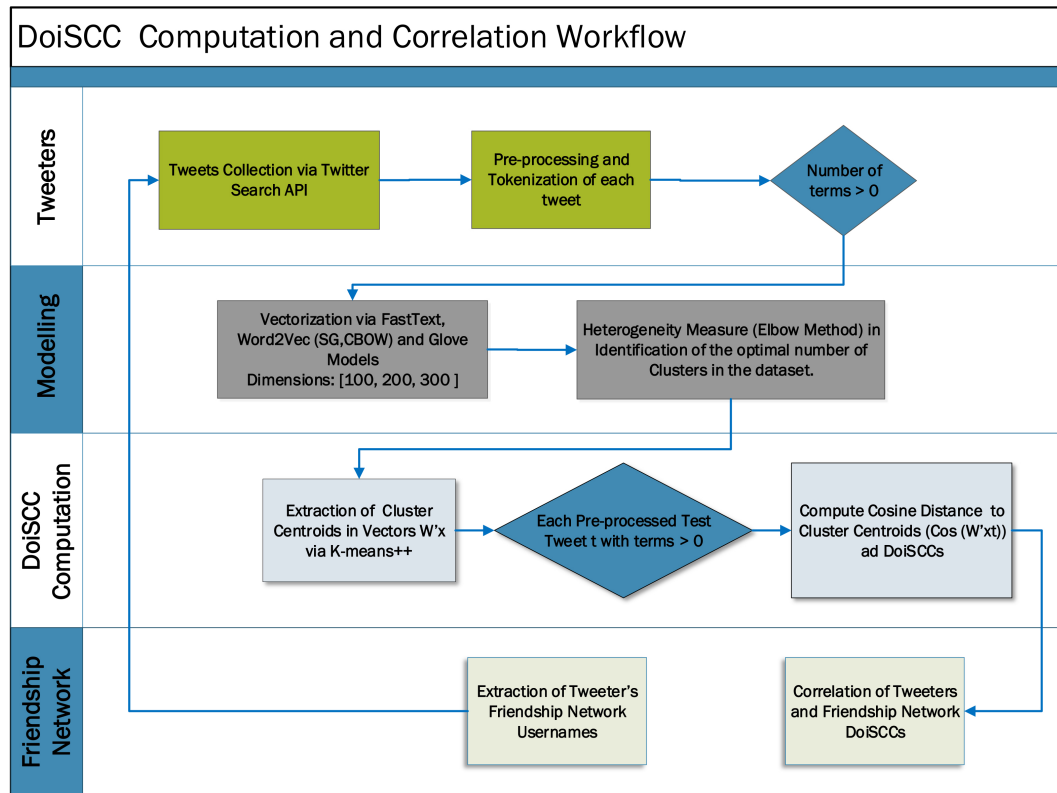 DoiSCC Computation and Correlation Workflow
Tweeters
Tweets Collection via Twitter
Search API
Pre-processing and
Tokenization of each
tweet
Number of
terms > 0
Modelling
Vectorization via FastText,
Word2Vec (SG,CBOW) and Glove
Models
Dimensions: [100, 200, 300 ]
Heterogeneity Measure (Elbow Method) in
Identification of the optimal number of
Clusters in the dataset.
DoiSCC
Computation
Extraction of Cluster
Centroids in Vectors W'x
via K-means++
Each Pre-processed Test
Tweet t with terms > 0
Compute Cosine Distance to
Cluster Centroids (Cos (W'xt))
ad DoiSCCs
Friendship
Network
Extraction of Tweeter's
Friendship Network
Usernames
Correlation of Tweeters
and Friendship Network
DoiSCCs